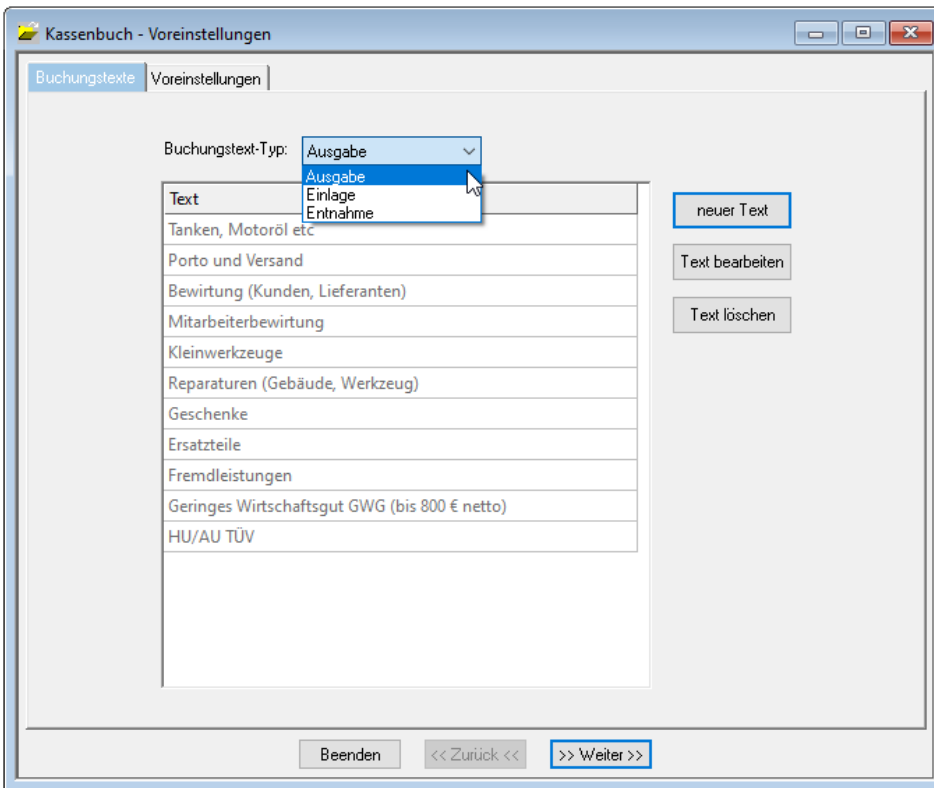 Kassenbuch - Voreinstellungen
Buchungstexte Voreinstellungen
Buchungstext-Typ: Ausgabe
Ausgabe
Einlage
Entnahme
Text
neuer Text
Tanken, Motoröl etc
Porto und Versand
Text bearbeiten
Bewirtung (Kunden, Lieferanten)
Mitarbeiterbewirtung
Text löschen
Kleinwerkzeuge
Reparaturen (Gebäude, Werkzeug)
Geschenke
Ersatzteile
Fremdleistungen
Geringes Wirtschaftsgut GWG (bis 800 € netto)
HU/AU TÜV
Beenden << Zurück << >> Weiter >>